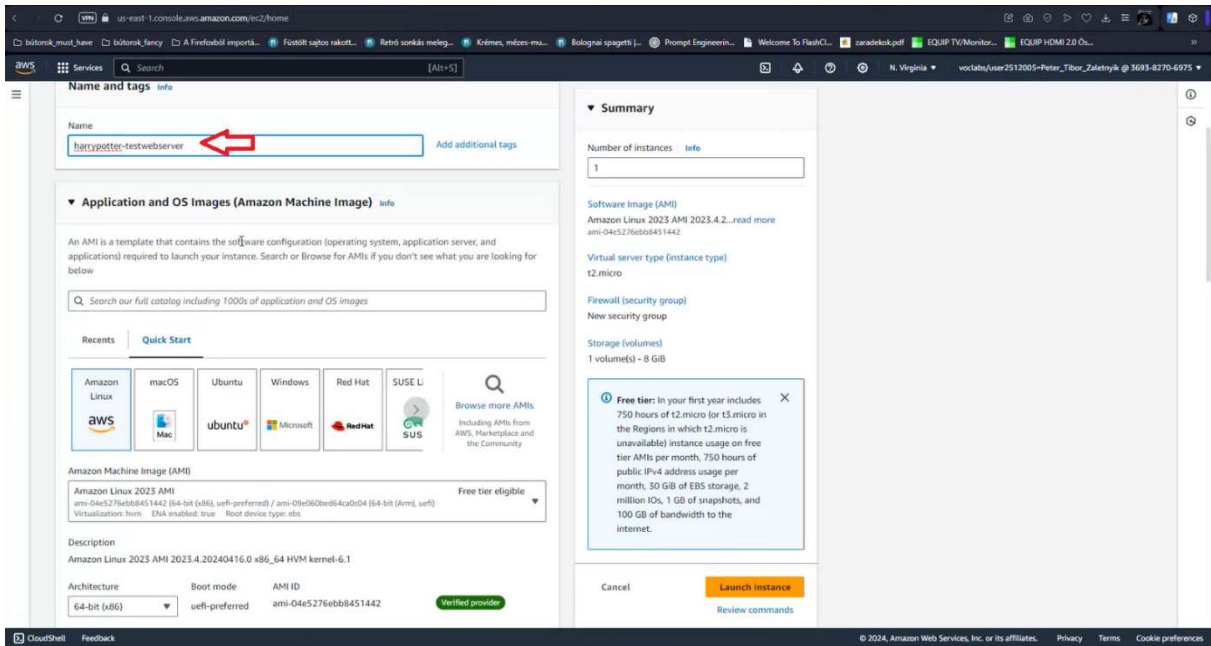 VPN us-east-1.console.aws.amazon.com/ec2/home
bútorok_must_have bútorok_fancy A Firefoxból importá... Füstölt sajtos rakott... Retró sonkás meleg... Krémes, mézes-mu... Bolognai spagetti |... Prompt Engineerin... Welcome To FlashCl... zaradekok.pdf EQUIP TV/Monitor... EQUIP HDMI 2.0 Ös... »
aws Services Search [Alt+S] N. Virginia voclabs/user2512005=Peter_Tibor_Zaletnyik @ 3693-8270-6975
Name and tags Info
Name
harrypotter-testwebserver
Add additional tags
Application and OS Images (Amazon Machine Image) Info
An AMI is a template that contains the software configuration (operating system, application server, and
applications) required to launch your instance. Search or Browse for AMIs if you don't see what you are looking for
below
Search our full catalog including 1000s of application and OS images
Recents Quick Start
Amazon Linux
aws
macOS
Mac
Ubuntu
ubuntu®
Windows
Microsoft
Red Hat
Red Hat
SUSE Li
SUS
Browse more AMIs
Including AMIs from
AWS, Marketplace and
the Community
Amazon Machine Image (AMI)
Amazon Linux 2023 AMI Free tier eligible
ami-04e5276ebb8451442 (64-bit (x86), uefi-preferred) / ami-09e060bed64ca0c04 (64-bit (Arm), uefi)
Virtualization: hvm ENA enabled: true Root device type: ebs
Description
Amazon Linux 2023 AMI 2023.4.20240416.0 x86_64 HVM kernel-6.1
Architecture Boot mode AMI ID
64-bit (x86) uefi-preferred ami-04e5276ebb8451442 Verified provider
Summary
Number of instances Info
1
Software Image (AMI)
Amazon Linux 2023 AMI 2023.4.2...read more
ami-04e5276ebb8451442
Virtual server type (instance type)
t2.micro
Firewall (security group)
New security group
Storage (volumes)
1 volume(s) - 8 GiB
Free tier: In your first year includes
750 hours of t2.micro (or t3.micro in
the Regions in which t2.micro is
unavailable) instance usage on free
tier AMIs per month, 750 hours of
public IPv4 address usage per
month, 30 GiB of EBS storage, 2
million IOs, 1 GB of snapshots, and
100 GB of bandwidth to the
internet.
Cancel Launch instance
Review commands
CloudShell Feedback © 2024, Amazon Web Services, Inc. or its affiliates. Privacy Terms Cookie preferences